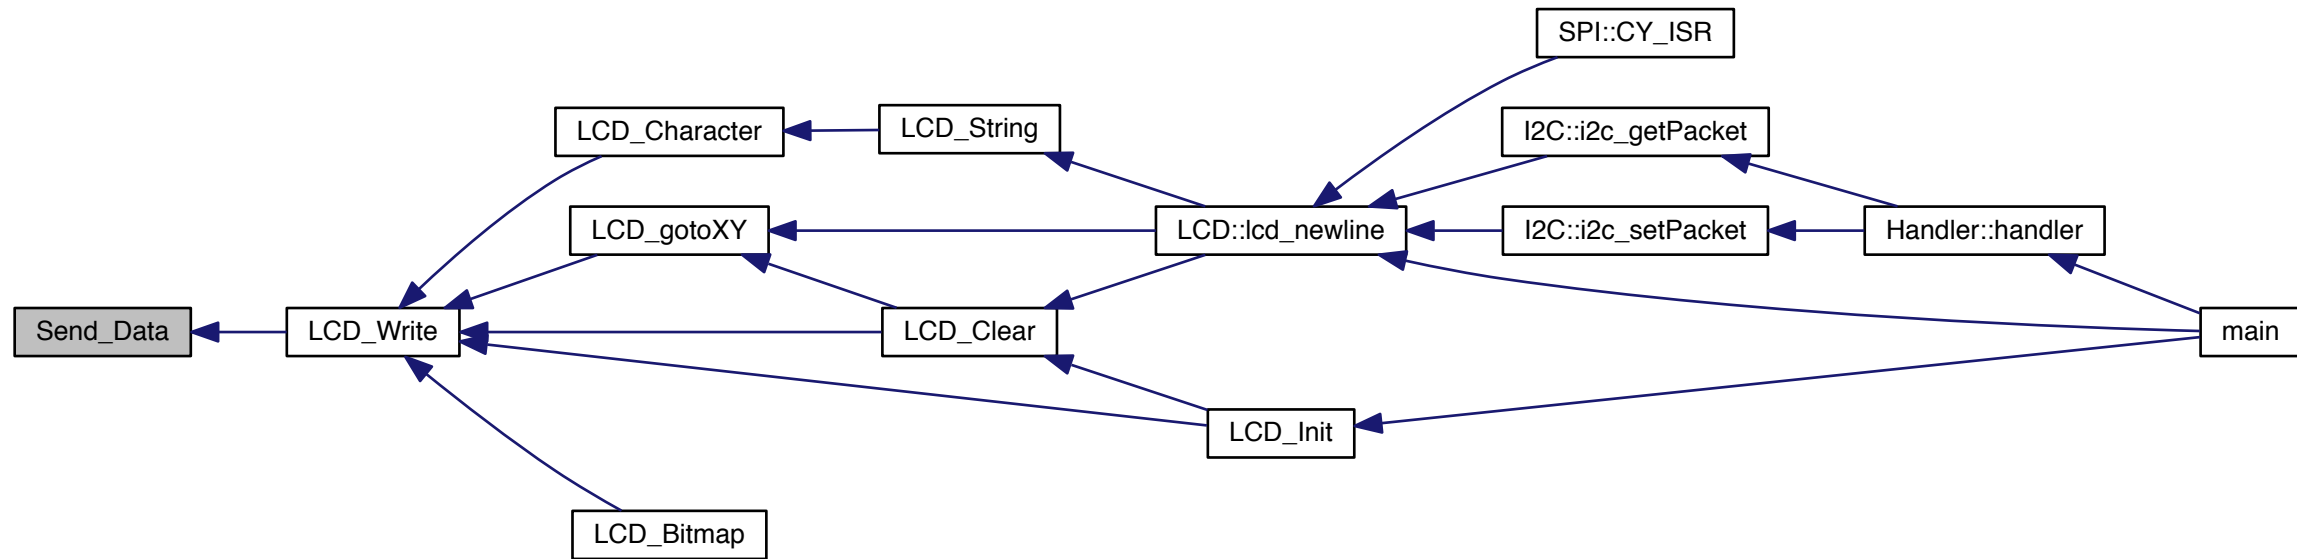 SPI::CY_ISR
LCD_Character
LCD_String
I2C::i2c_getPacket
LCD_gotoXY
LCD::lcd_newline
I2C::i2c_setPacket
Handler::handler
Send_Data
LCD_Write
LCD_Clear
main
LCD_Init
LCD_Bitmap